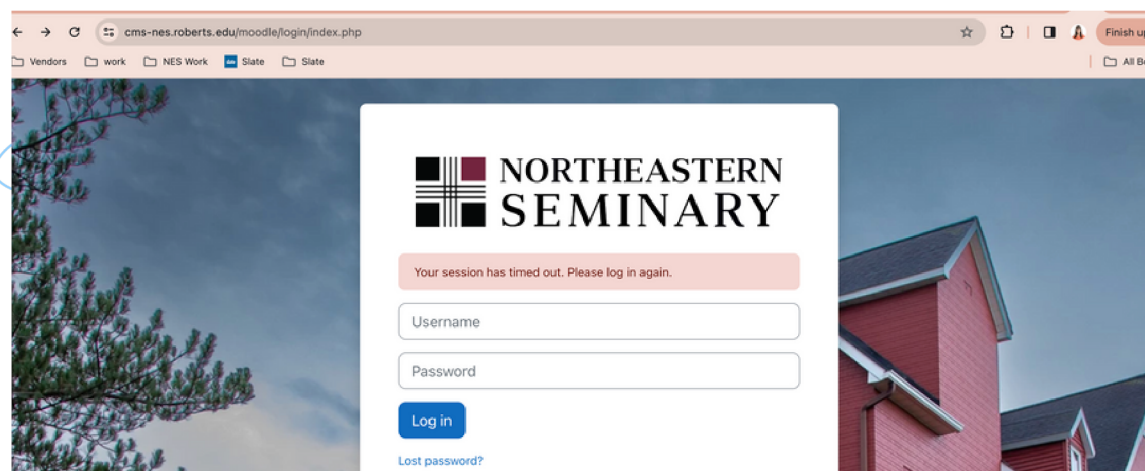 cms-nes.roberts.edu/moodle/login/index.php
Finish up
Vendors work NES Work Slate Slate
All Bo
NORTHEASTERN
SEMINARY
Your session has timed out. Please log in again.
Username
Password
Log in
Lost password?